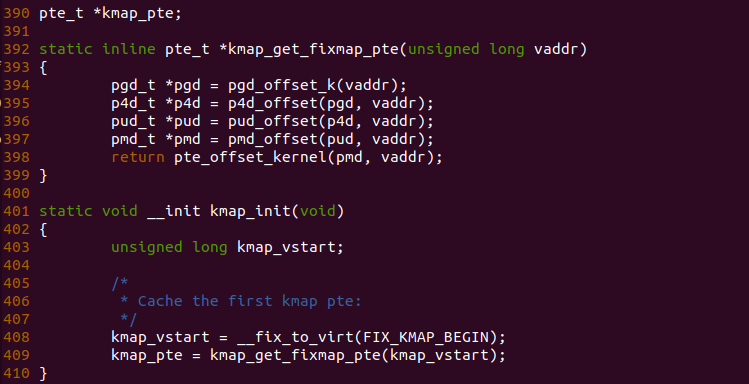 390 pte_t *kmap_pte;
391
392 static inline pte_t *kmap_get_fixmap_pte(unsigned long vaddr)
393 {
394         pgd_t *pgd = pgd_offset_k(vaddr);
395         p4d_t *p4d = p4d_offset(pgd, vaddr);
396         pud_t *pud = pud_offset(p4d, vaddr);
397         pmd_t *pmd = pmd_offset(pud, vaddr);
398         return pte_offset_kernel(pmd, vaddr);
399 }
400
401 static void __init kmap_init(void)
402 {
403         unsigned long kmap_vstart;
404
405         /*
406          * Cache the first kmap pte:
407          */
408         kmap_vstart = __fix_to_virt(FIX_KMAP_BEGIN);
409         kmap_pte = kmap_get_fixmap_pte(kmap_vstart);
410 }